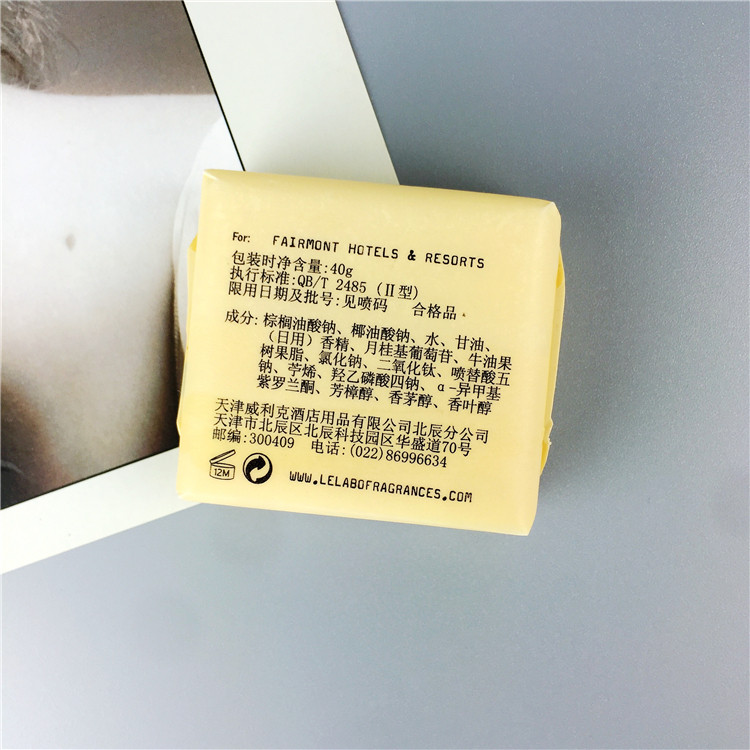 For: FAIRMONT HOTELS & RESORTS
包装时净含量:40g
执行标准:QB/T 2485 (Ⅱ型)
限用日期及批号:见喷码 合格品。
成分: 棕榈油酸钠、椰油酸钠、水、甘油、
（日用）香精、月桂基葡萄苷、牛油果
树果脂、氯化钠、二氧化钛、喷替酸五
钠、苧烯、羟乙磷酸四钠、α-异甲基
紫罗兰酮、芳樟醇、香茅醇、香叶醇
天津威利克酒店用品有限公司北辰分公司
天津市北辰区北辰科技园区华盛道70号
邮编:300409 电话:(022)86996634
12M
WWW.LELABOFRAGRANCES.COM